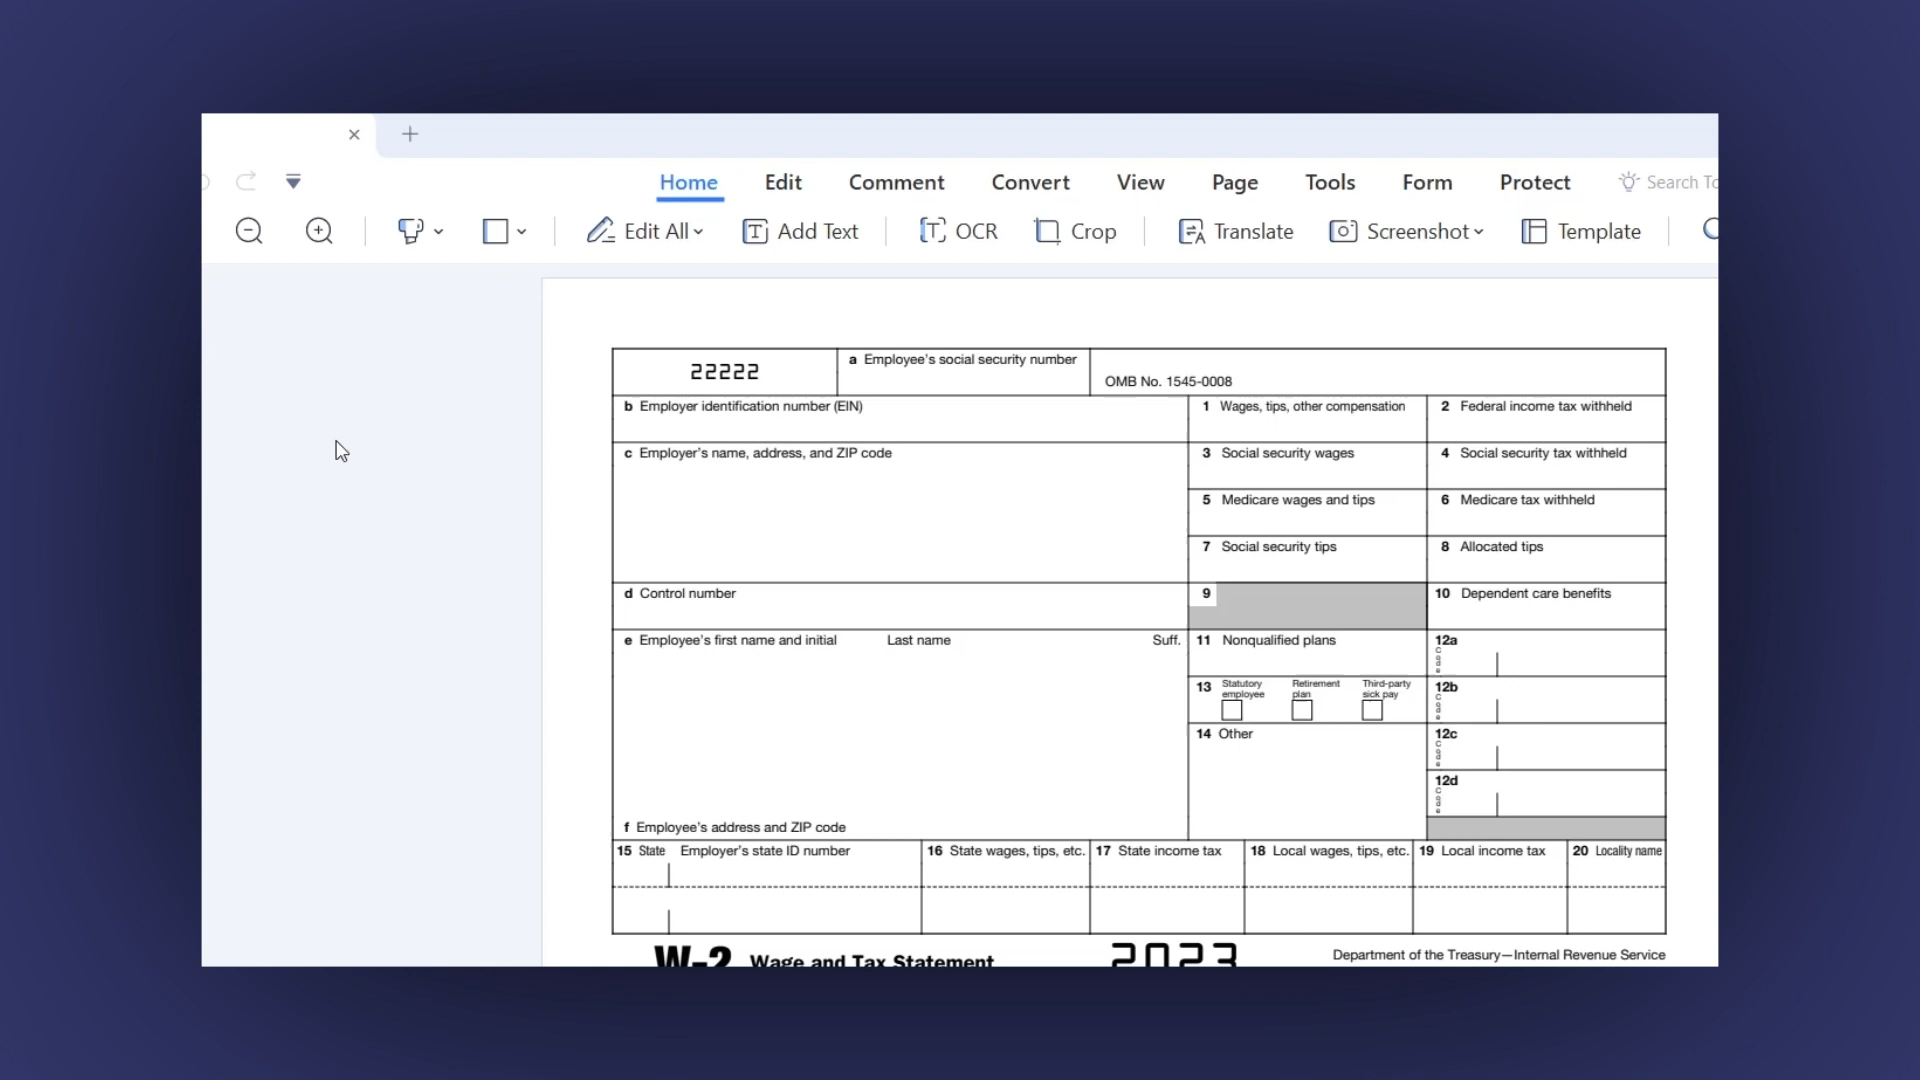 Home Edit Comment Convert View Page Tools Form Protect
Edit All Add Text OCR Crop Translate Screenshot Template
22222
a Employee's social security number
OMB No. 1545-0008
b Employer identification number (EIN)
1 Wages, tips, other compensation
2 Federal income tax withheld
c Employer's name, address, and ZIP code
3 Social security wages
4 Social security tax withheld
5 Medicare wages and tips
6 Medicare tax withheld
7 Social security tips
8 Allocated tips
d Control number
9
10 Dependent care benefits
e Employee's first name and initial Last name Suff.
11 Nonqualified plans
12a
Code
13 Statutory employee Retirement plan Third-party sick pay
12b
Code
14 Other
12c
Code
12d
Code
f Employee's address and ZIP code
15 State Employer's state ID number
16 State wages, tips, etc.
17 State income tax
18 Local wages, tips, etc.
19 Local income tax
20 Locality name
W-2 Wage and Tax Statement 2023 Department of the Treasury—Internal Revenue Service